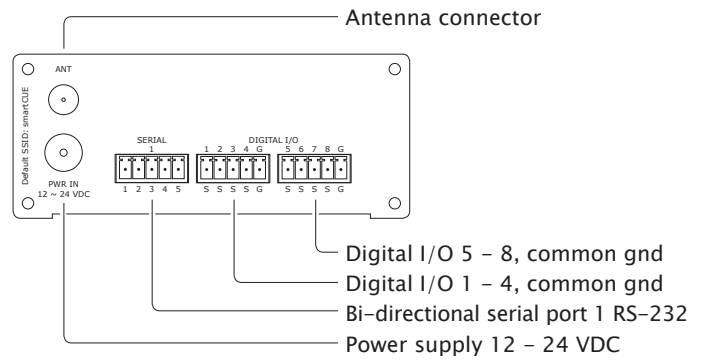 Antenna connector
ANT
Default SSID: smartCUE
SERIAL
DIGITAL I/O
1
1 2 3 4 G
5 6 7 8 G
PWR IN
12 ~ 24 VDC
1 2 3 4 5
S S S S G
S S S S G
Digital I/O 5 – 8, common gnd
Digital I/O 1 – 4, common gnd
Bi–directional serial port 1 RS–232
Power supply 12 – 24 VDC